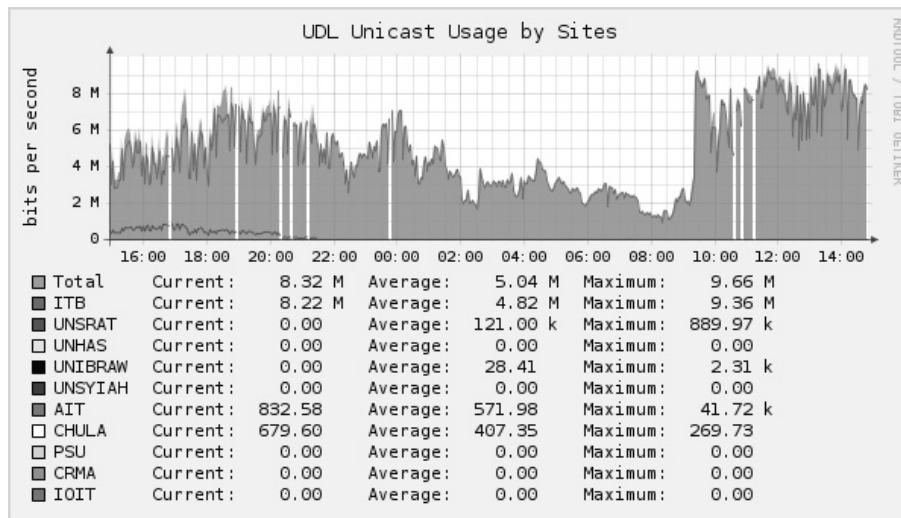 UDL Unicast Usage by Sites
RRDTOOL / TOBI OETIKER
bits per second
8 M
6 M
4 M
2 M
0
16:00 18:00 20:00 22:00 00:00 02:00 04:00 06:00 08:00 10:00 12:00 14:00
Total Current: 8.32 M Average: 5.04 M Maximum: 9.66 M
ITB Current: 8.22 M Average: 4.82 M Maximum: 9.36 M
UNSRAT Current: 0.00 Average: 121.00 k Maximum: 889.97 k
UNHAS Current: 0.00 Average: 0.00 Maximum: 0.00
UNIBRAW Current: 0.00 Average: 28.41 Maximum: 2.31 k
UNSYIAH Current: 0.00 Average: 0.00 Maximum: 0.00
AIT Current: 832.58 Average: 571.98 Maximum: 41.72 k
CHULA Current: 679.60 Average: 407.35 Maximum: 269.73
PSU Current: 0.00 Average: 0.00 Maximum: 0.00
CRMA Current: 0.00 Average: 0.00 Maximum: 0.00
IOIT Current: 0.00 Average: 0.00 Maximum: 0.00